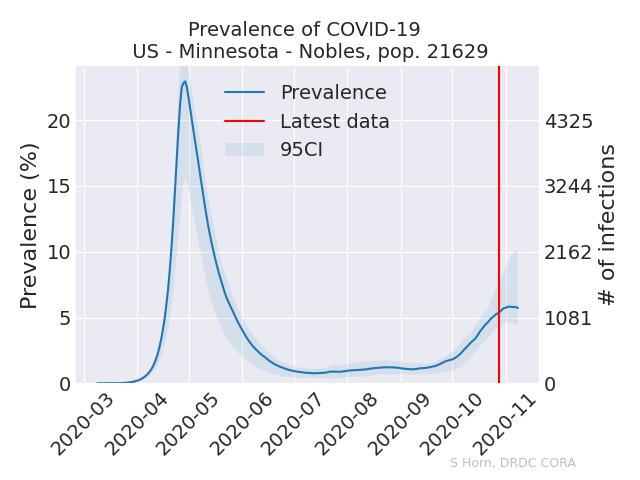 Prevalence of COVID-19
US - Minnesota - Nobles, pop. 21629
Prevalence
Latest data
95CI
Prevalence (%)
20
15
10
5
0
4325
3244
2162
1081
0
# of infections
2020-03
2020-04
2020-05
2020-06
2020-07
2020-08
2020-09
2020-10
2020-11
S Horn, DRDC CORA